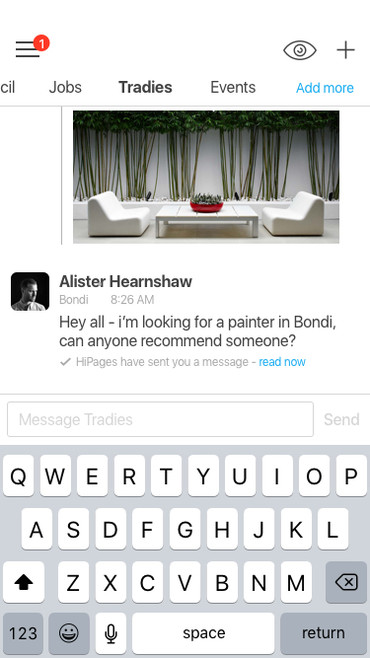 1
cil Jobs Tradies Events Add more
Alister Hearnshaw
Bondi 8:26 AM
Hey all - i'm looking for a painter in Bondi,
can anyone recommend someone?
HiPages have sent you a message - read now
Message Tradies Send
Q W E R T Y U I O P
A S D F G H J K L
Z X C V B N M
123 space return